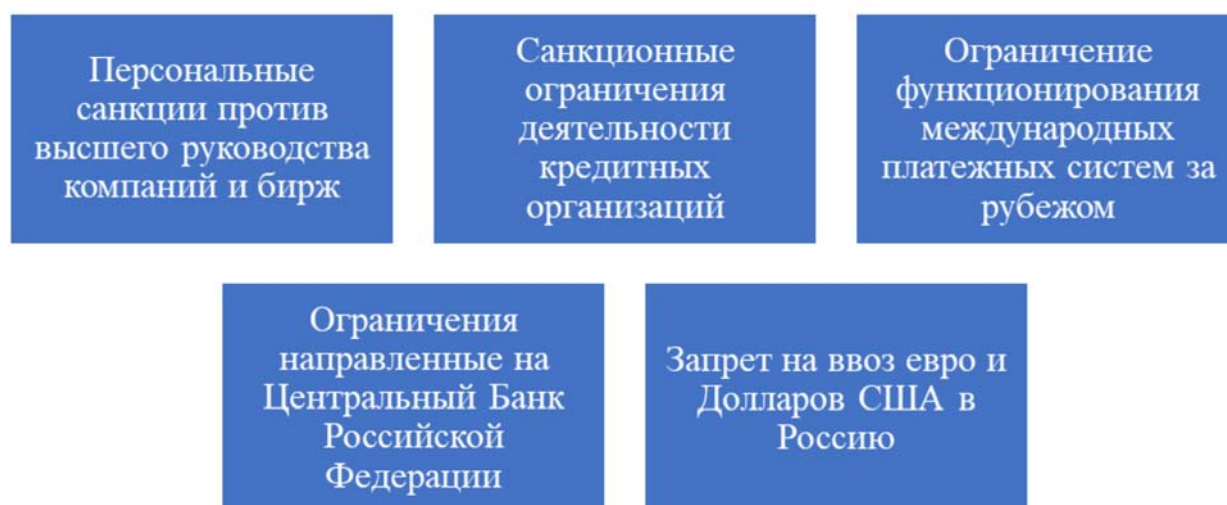 Персональные
санкции против
высшего руководства
компаний и бирж
Санкционные
ограничения
деятельности
кредитных
организаций
Ограничение
функционирования
международных
платежных систем за
рубежом
Ограничения
направленные на
Центральный Банк
Российской
Федерации
Запрет на ввоз евро и
Долларов США в
Россию